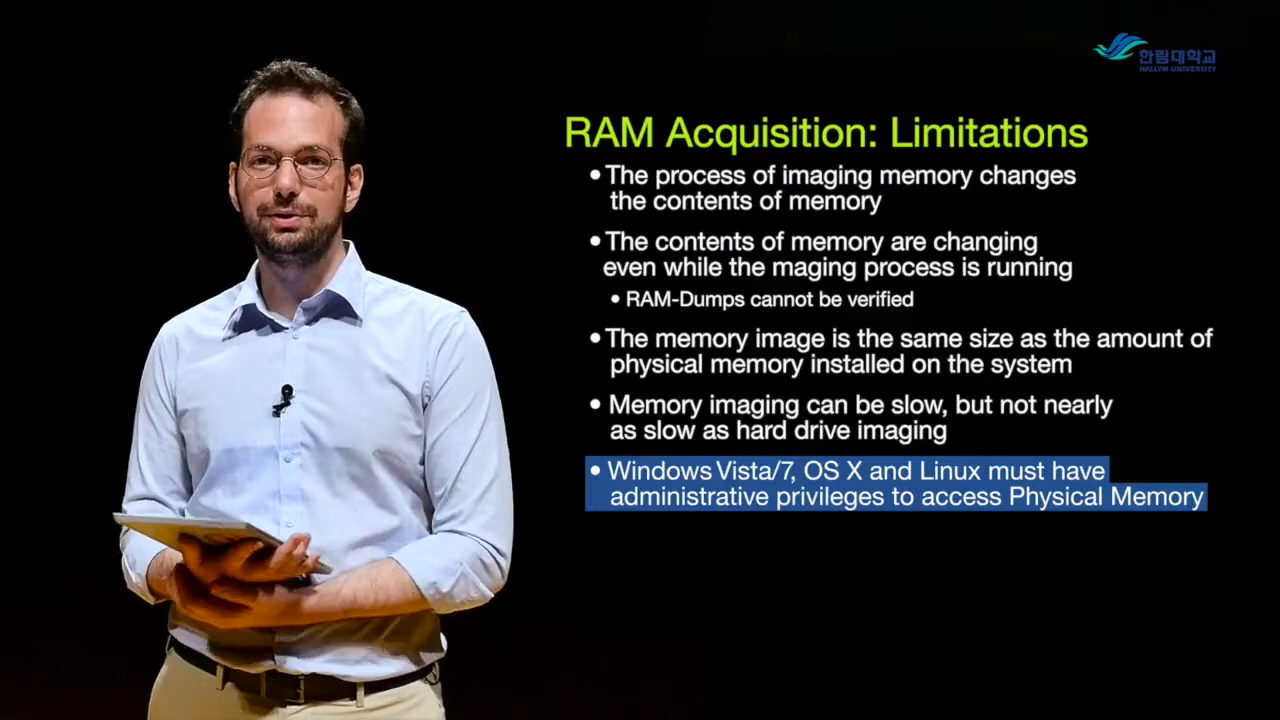 한림대학교
HALLYM UNIVERSITY
RAM Acquisition: Limitations
• The process of imaging memory changes
the contents of memory
• The contents of memory are changing
even while the maging process is running
• RAM-Dumps cannot be verified
• The memory image is the same size as the amount of
physical memory installed on the system
• Memory imaging can be slow, but not nearly
as slow as hard drive imaging
• Windows Vista/7, OS X and Linux must have
administrative privileges to access Physical Memory